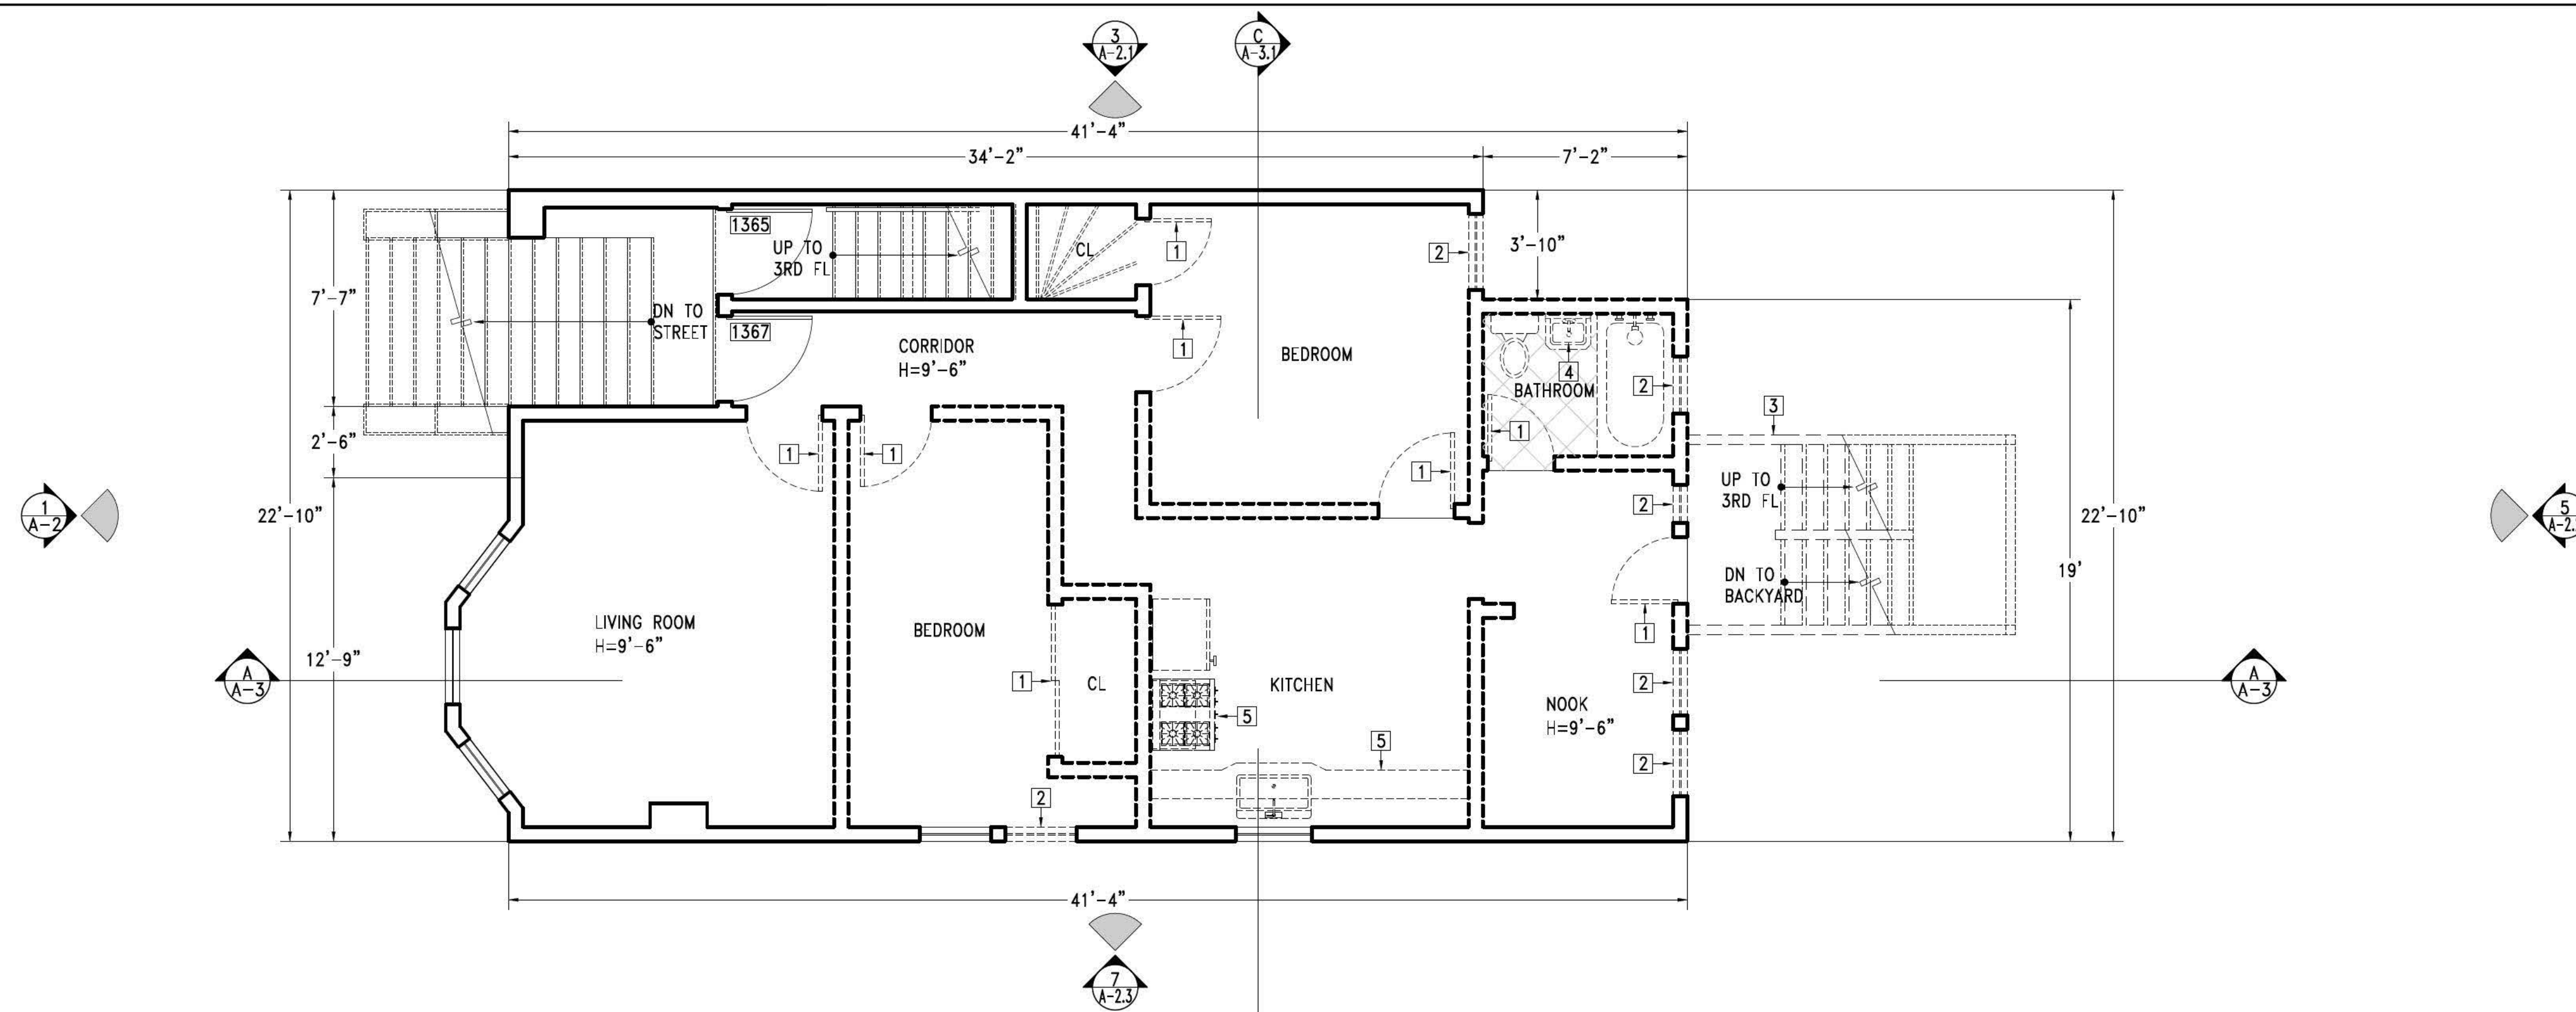 3
A-2.1
C
A-3.1
41'-4"
34'-2"
7'-2"
1365
UP TO
3RD FL
CL
1
2
3'-10"
7'-7"
DN TO
STREET
1367
CORRIDOR
H=9'-6"
1
BEDROOM
4
BATHROOM
2
3
2'-6"
1
1
1
1
UP TO
3RD FL
2
1
A-2
22'-10"
22'-10"
5
19'
DN TO
BACKYARD
LIVING ROOM
H=9'-6"
BEDROOM
1
12'-9"
A
A-3
1
CL
KITCHEN
2
A
A-3
NOOK
H=9'-6"
5
5
2
2
41'-4"
7
A-2.3